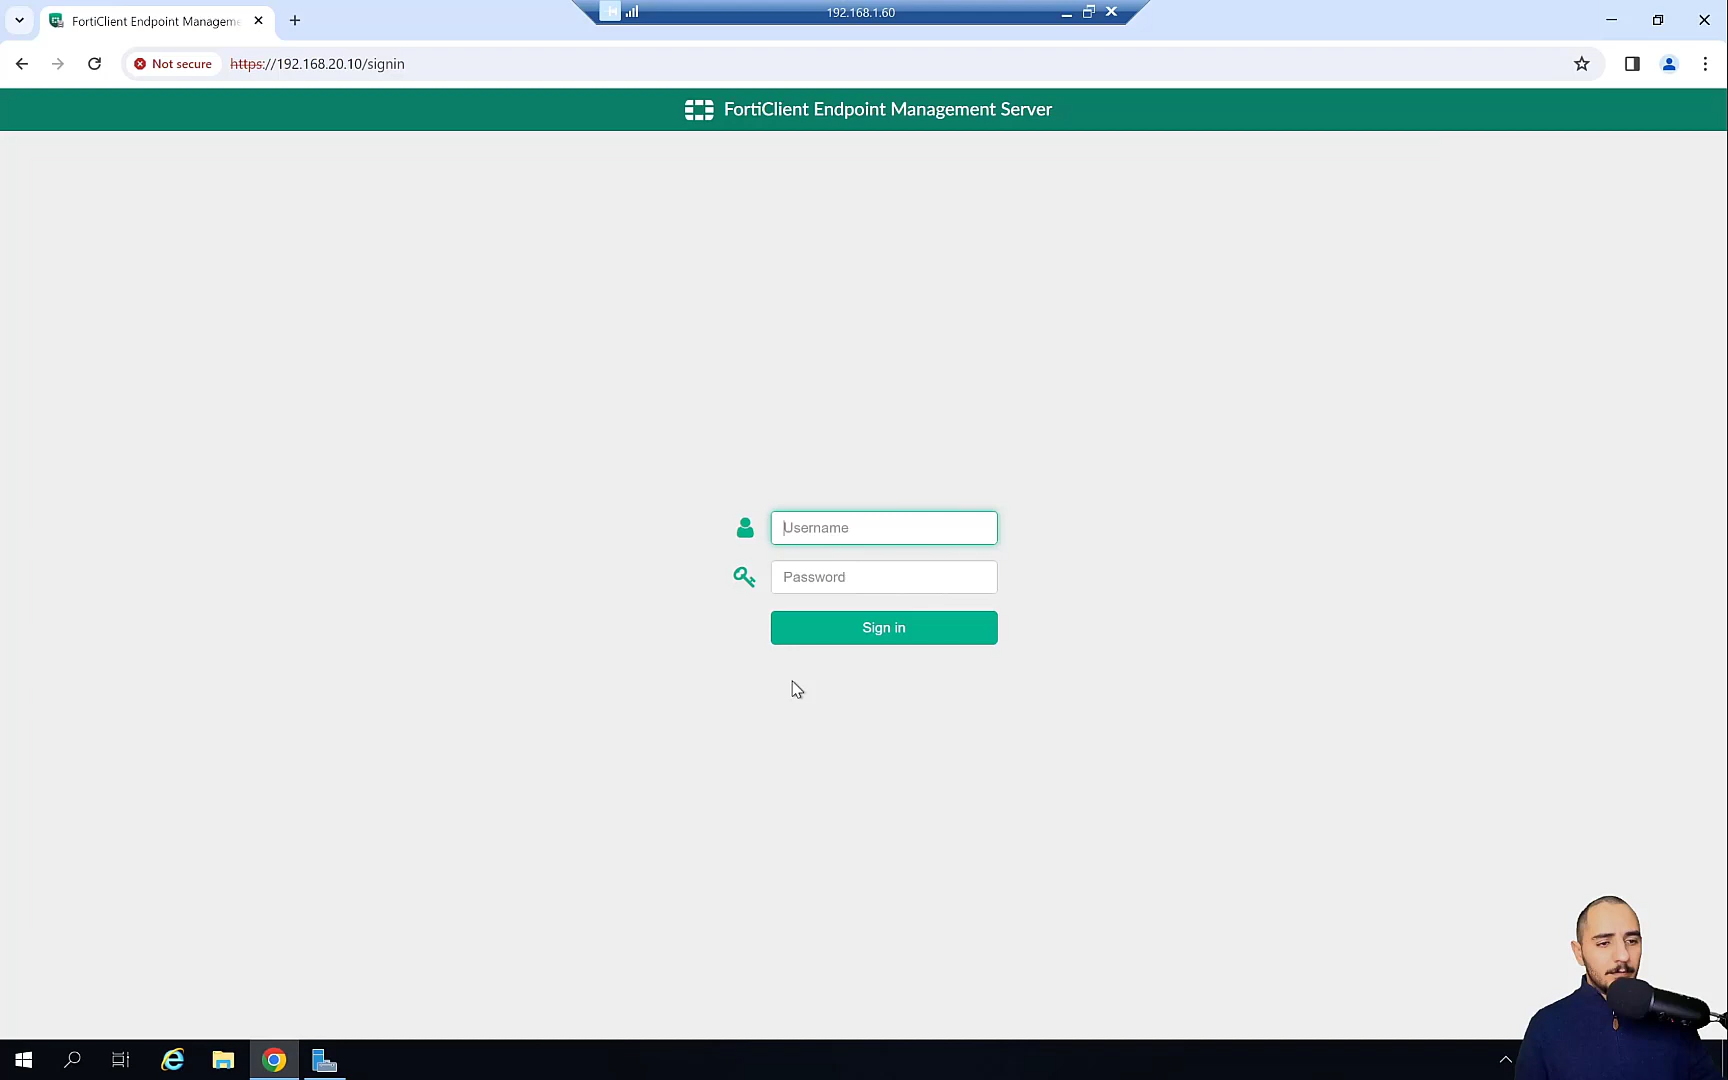 FortiClient Endpoint Manageme
192.168.1.60
Not secure
https://192.168.20.10/signin
FortiClient Endpoint Management Server
Username
Password
Sign in